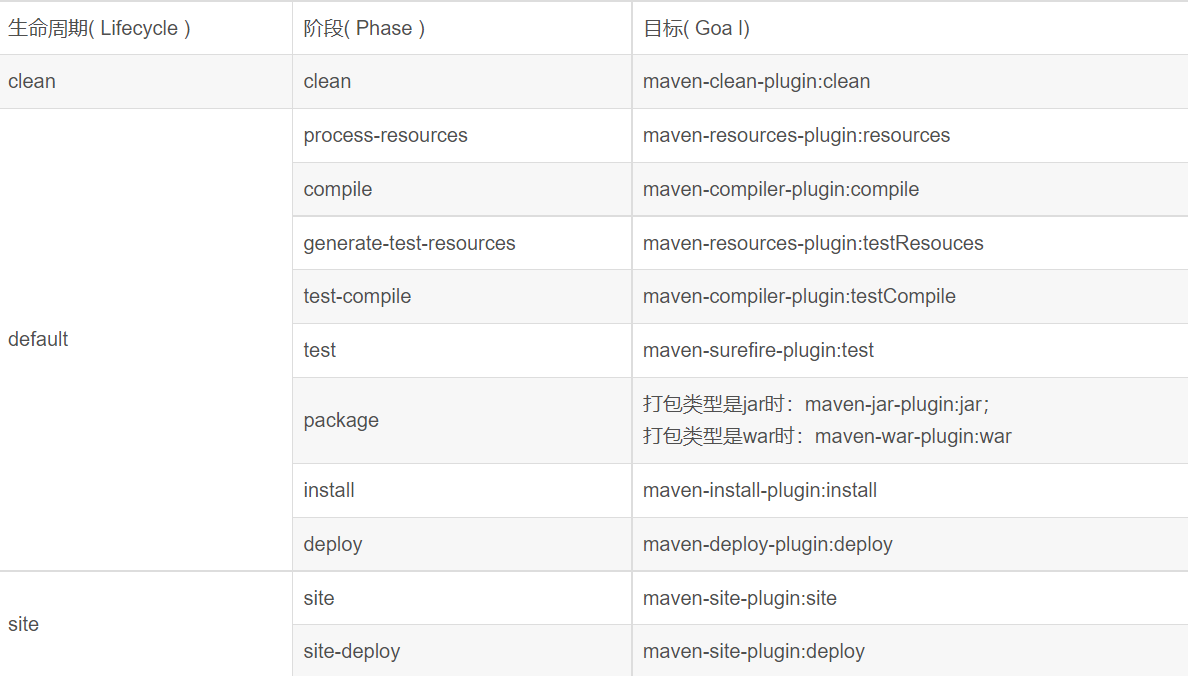 生命周期( Lifecycle ) 阶段( Phase ) 目标( Goa l)
clean clean maven-clean-plugin:clean
process-resources maven-resources-plugin:resources
compile maven-compiler-plugin:compile
generate-test-resources maven-resources-plugin:testResouces
test-compile maven-compiler-plugin:testCompile
default
test maven-surefire-plugin:test
package
打包类型是jar时：maven-jar-plugin:jar；
打包类型是war时：maven-war-plugin:war
install maven-install-plugin:install
deploy maven-deploy-plugin:deploy
site
site maven-site-plugin:site
site-deploy maven-site-plugin:deploy